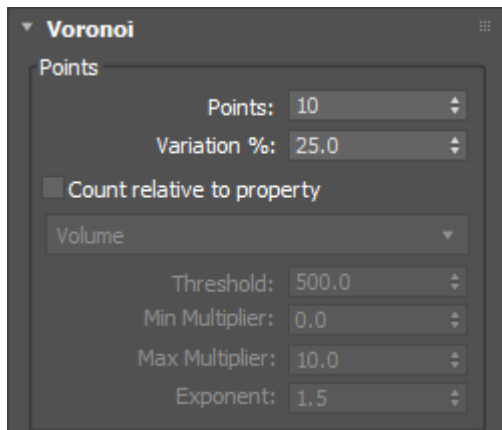 Voronoi
Points
Points: 10
Variation %: 25.0
Count relative to property
Volume
Threshold: 500.0
Min Multiplier: 0.0
Max Multiplier: 10.0
Exponent: 1.5